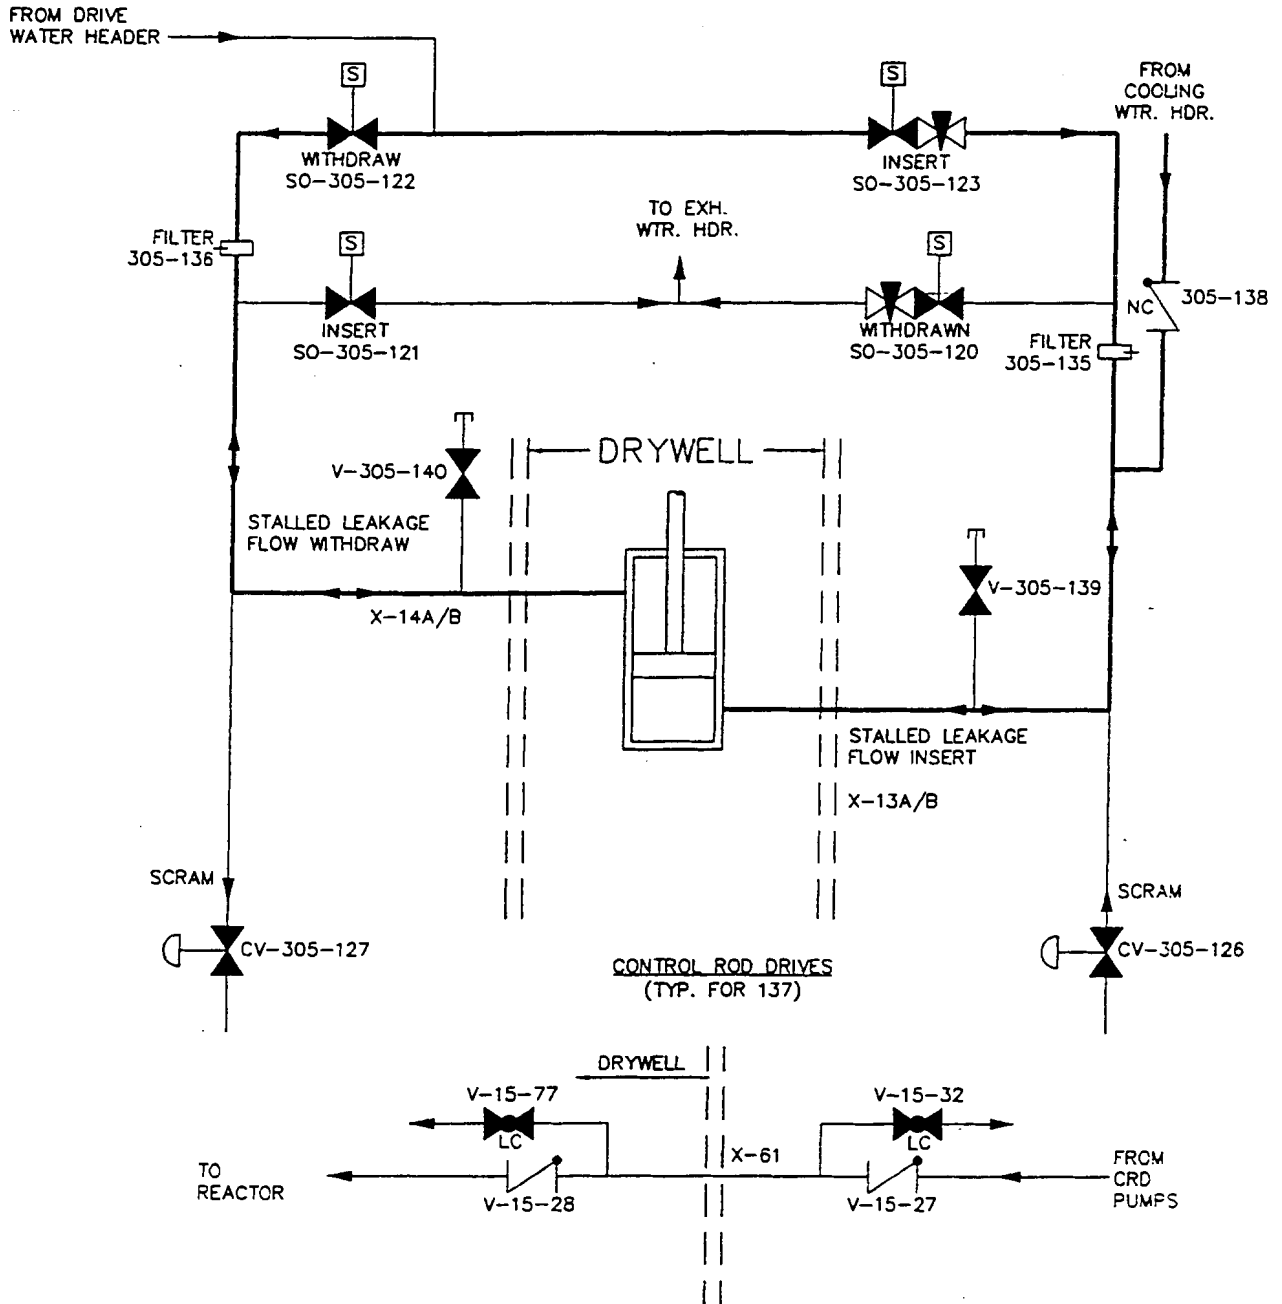 FROM DRIVE
WATER HEADER
S
S
FROM
COOLING
WTR. HDR.
WITHDRAW
SO-305-122
INSERT
SO-305-123
TO EXH.
WTR. HDR.
FILTER
305-136
S
S
NC
305-138
INSERT
SO-305-121
WITHDRAWN
SO-305-120
FILTER
305-135
DRYWELL
V-305-140
STALLED LEAKAGE
FLOW WITHDRAW
V-305-139
X-14A/B
STALLED LEAKAGE
FLOW INSERT
X-13A/B
SCRAM
SCRAM
CV-305-127
CV-305-126
CONTROL ROD DRIVES
(TYP. FOR 137)
DRYWELL
V-15-77
V-15-32
LC
LC
X-61
TO
REACTOR
FROM
CRD
PUMPS
V-15-28
V-15-27